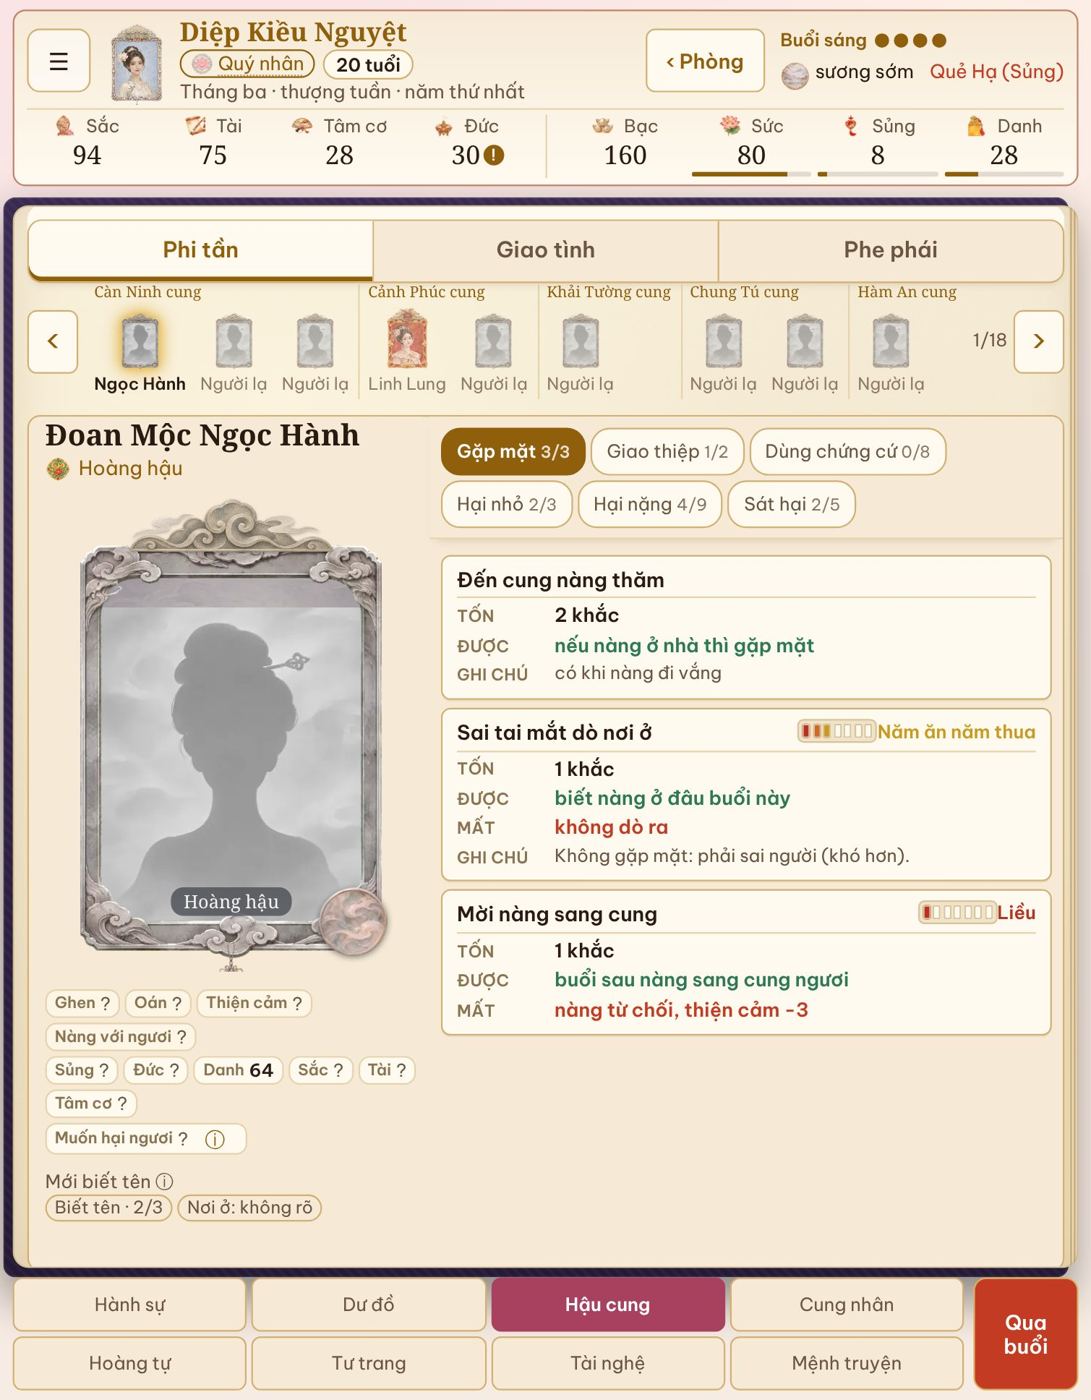 ☰
Diệp Kiều Nguyệt
Quý nhân 20 tuổi
Tháng ba · thượng tuần · năm thứ nhất
‹ Phòng
Buổi sáng
sương sớm Quẻ Hạ (Sủng)
Sắc Tài Tâm cơ Đức Bạc Sức Sủng Danh
94 75 28 30 ! 160 80 8 28
Phi tần Giao tình Phe phái
Càn Ninh cung Cảnh Phúc cung Khải Tường cung Chung Tú cung Hàm An cung
‹ 1/18 ›
Ngọc Hành Người lạ Người lạ Linh Lung Người lạ Người lạ Người lạ Người lạ Người lạ
Đoan Mộc Ngọc Hành
Hoàng hậu
Hoàng hậu
Ghen ? Oán ? Thiện cảm ?
Nàng với ngươi ?
Sủng ? Đức ? Danh 64 Sắc ? Tài ?
Tâm cơ ?
Muốn hại ngươi ? ⓘ
Mới biết tên ⓘ
Biết tên · 2/3 Nơi ở: không rõ
Gặp mặt 3/3 Giao thiệp 1/2 Dùng chứng cứ 0/8
Hại nhỏ 2/3 Hại nặng 4/9 Sát hại 2/5
Đến cung nàng thăm
TỐN 2 khắc
ĐƯỢC nếu nàng ở nhà thì gặp mặt
GHI CHÚ có khi nàng đi vắng
Sai tai mắt dò nơi ở Năm ăn năm thua
TỐN 1 khắc
ĐƯỢC biết nàng ở đâu buổi này
MẤT không dò ra
GHI CHÚ Không gặp mặt: phải sai người (khó hơn).
Mời nàng sang cung Liều
TỐN 1 khắc
ĐƯỢC buổi sau nàng sang cung ngươi
MẤT nàng từ chối, thiện cảm -3
Hành sự Dư đồ Hậu cung Cung nhân
Hoàng tự Tư trang Tài nghệ Mệnh truyện
Qua
buổi